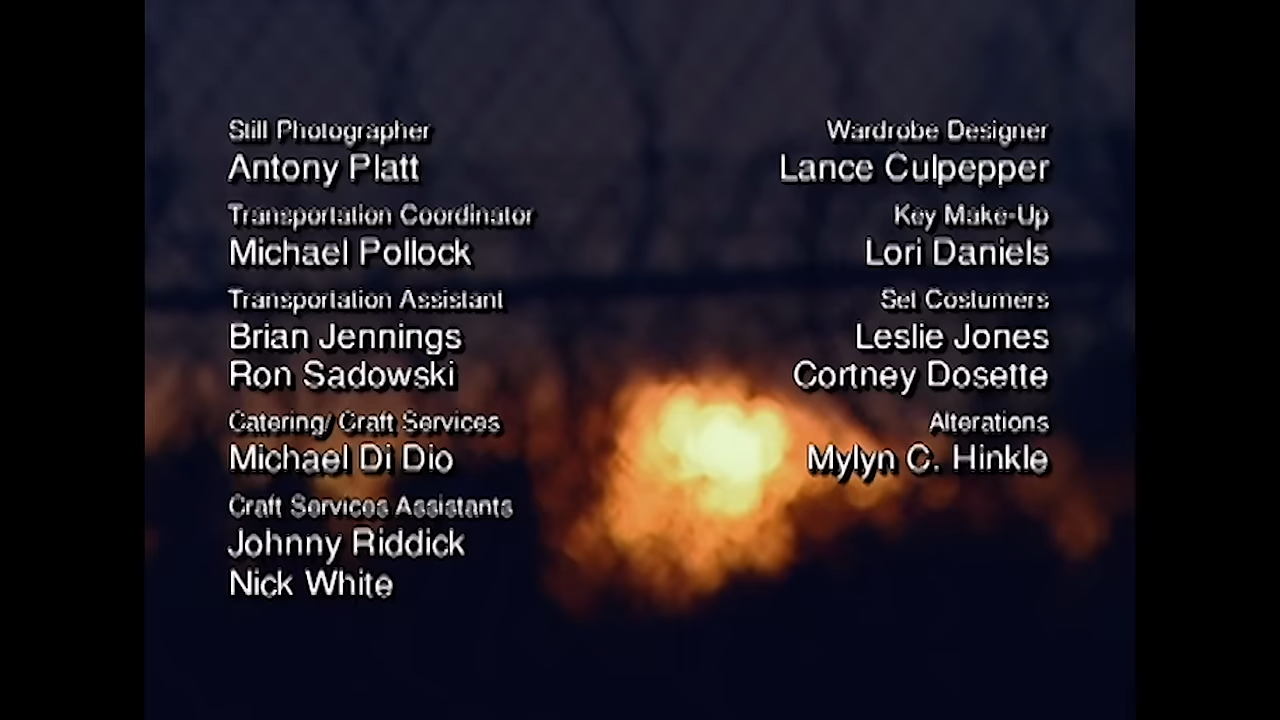 Still Photographer
Antony Platt
Transportation Coordinator
Michael Pollock
Transportation Assistant
Brian Jennings
Ron Sadowski
Catering/ Craft Services
Michael Di Dio
Craft Services Assistants
Johnny Riddick
Nick White
Wardrobe Designer
Lance Culpepper
Key Make-Up
Lori Daniels
Set Costumers
Leslie Jones
Cortney Dosette
Alterations
Mylyn C. Hinkle